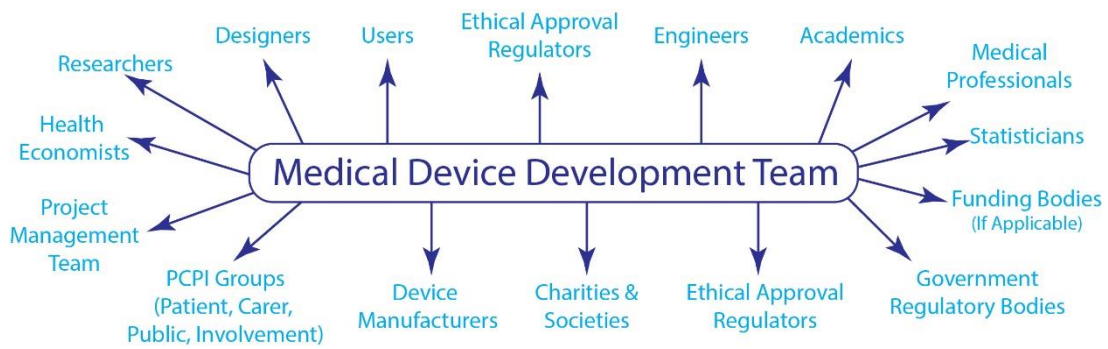 Researchers
Designers
Users
Ethical Approval
Regulators
Engineers
Academics
Medical
Professionals
Health
Economists
Medical Device Development Team
Statisticians
Project
Management
Team
Funding Bodies
(If Applicable)
PCPI Groups
(Patient, Carer,
Public, Involvement)
Device
Manufacturers
Charities &
Societies
Ethical Approval
Regulators
Government
Regulatory Bodies